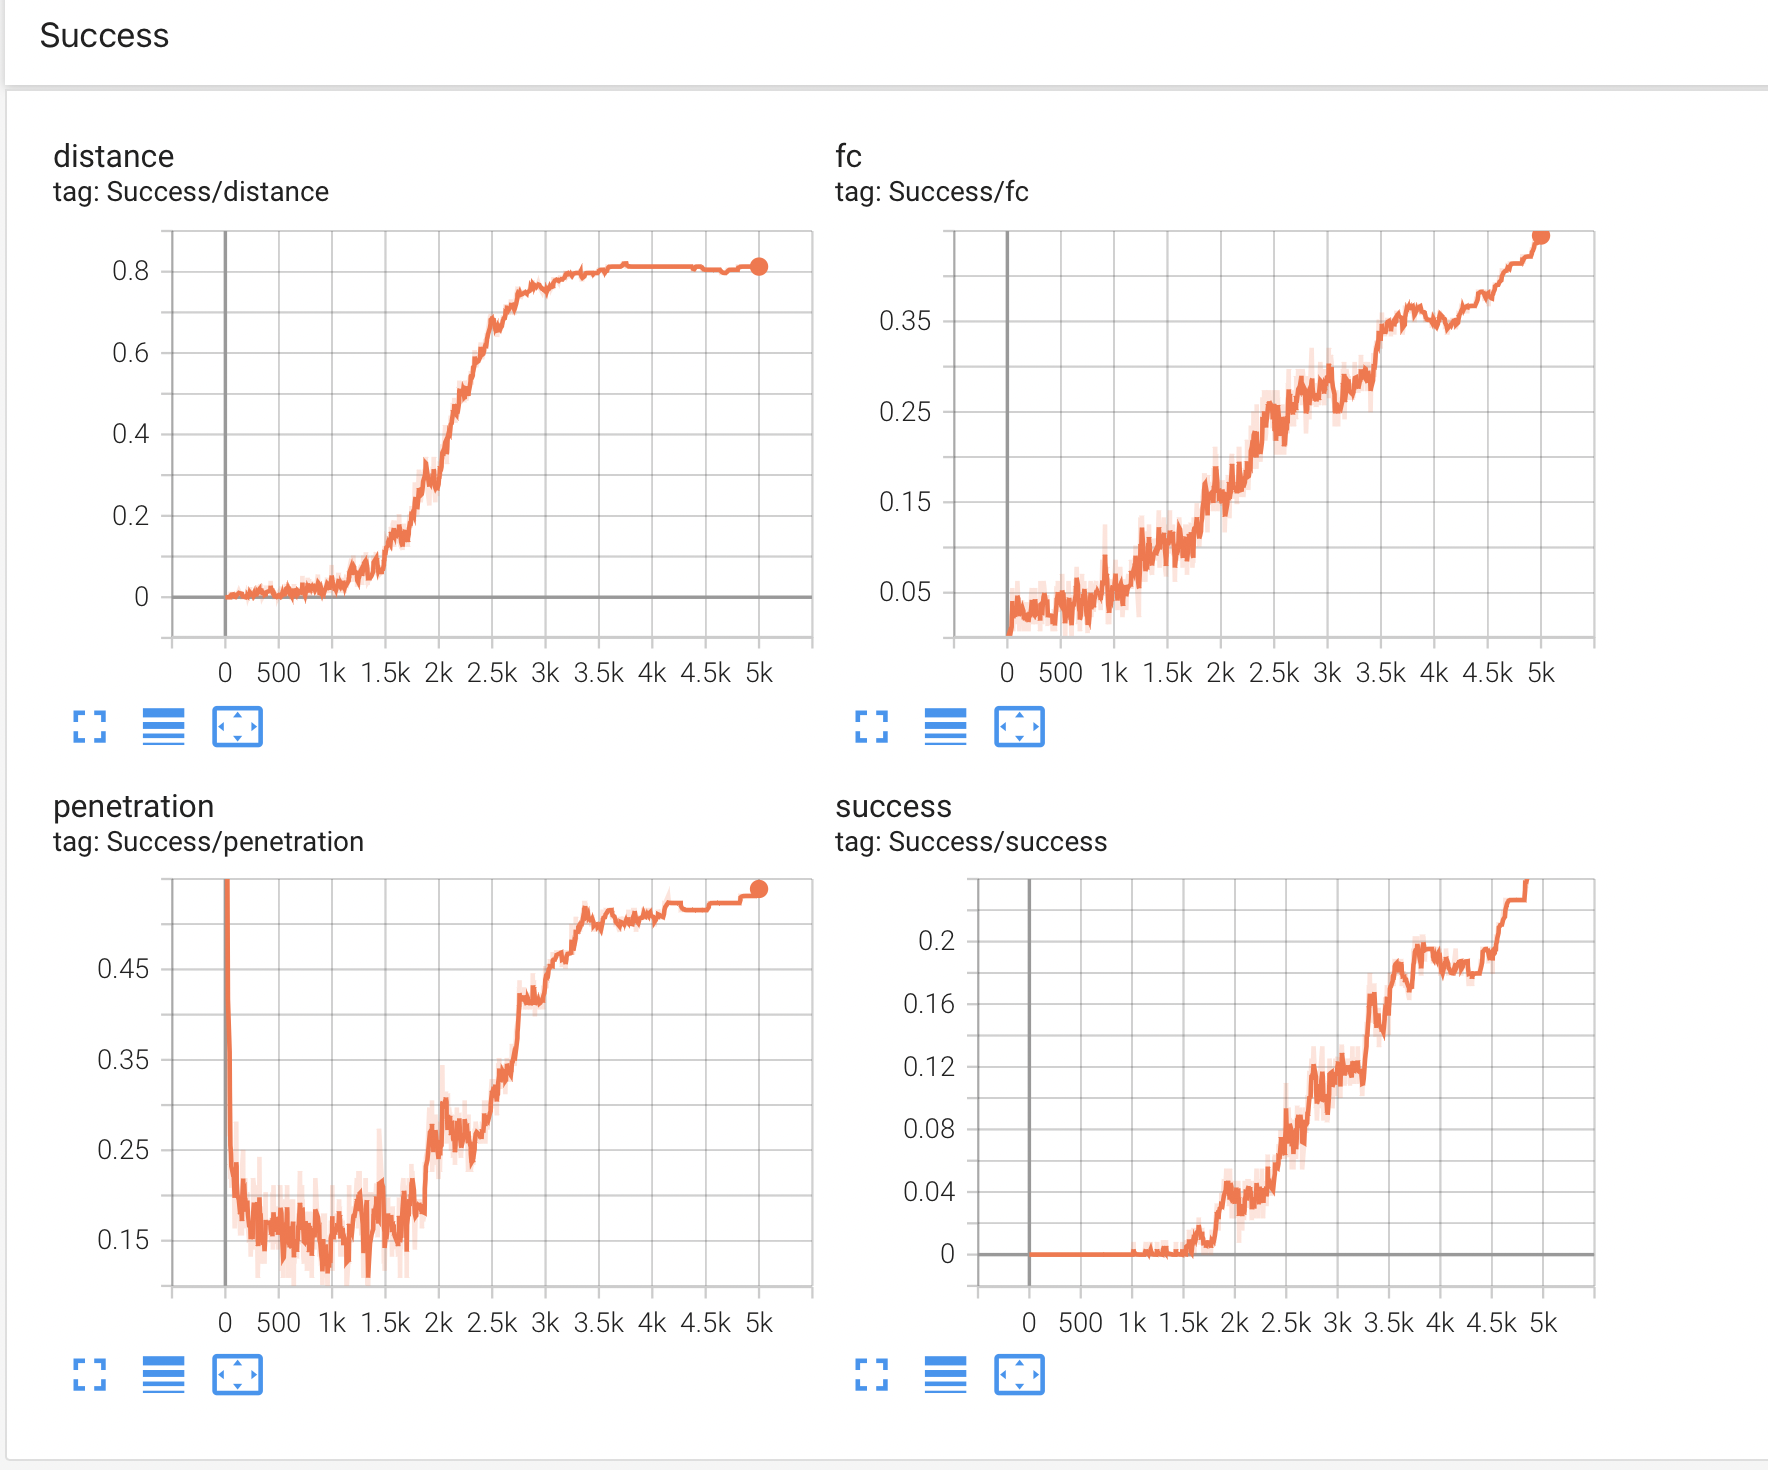 Success
distance
tag: Success/distance
0.8
0.6
0.4
0.2
0
0 500 1k 1.5k 2k 2.5k 3k 3.5k 4k 4.5k 5k
fc
tag: Success/fc
0.35
0.25
0.15
0.05
0 500 1k 1.5k 2k 2.5k 3k 3.5k 4k 4.5k 5k
penetration
tag: Success/penetration
0.45
0.35
0.25
0.15
0 500 1k 1.5k 2k 2.5k 3k 3.5k 4k 4.5k 5k
success
tag: Success/success
0.2
0.16
0.12
0.08
0.04
0
0 500 1k 1.5k 2k 2.5k 3k 3.5k 4k 4.5k 5k